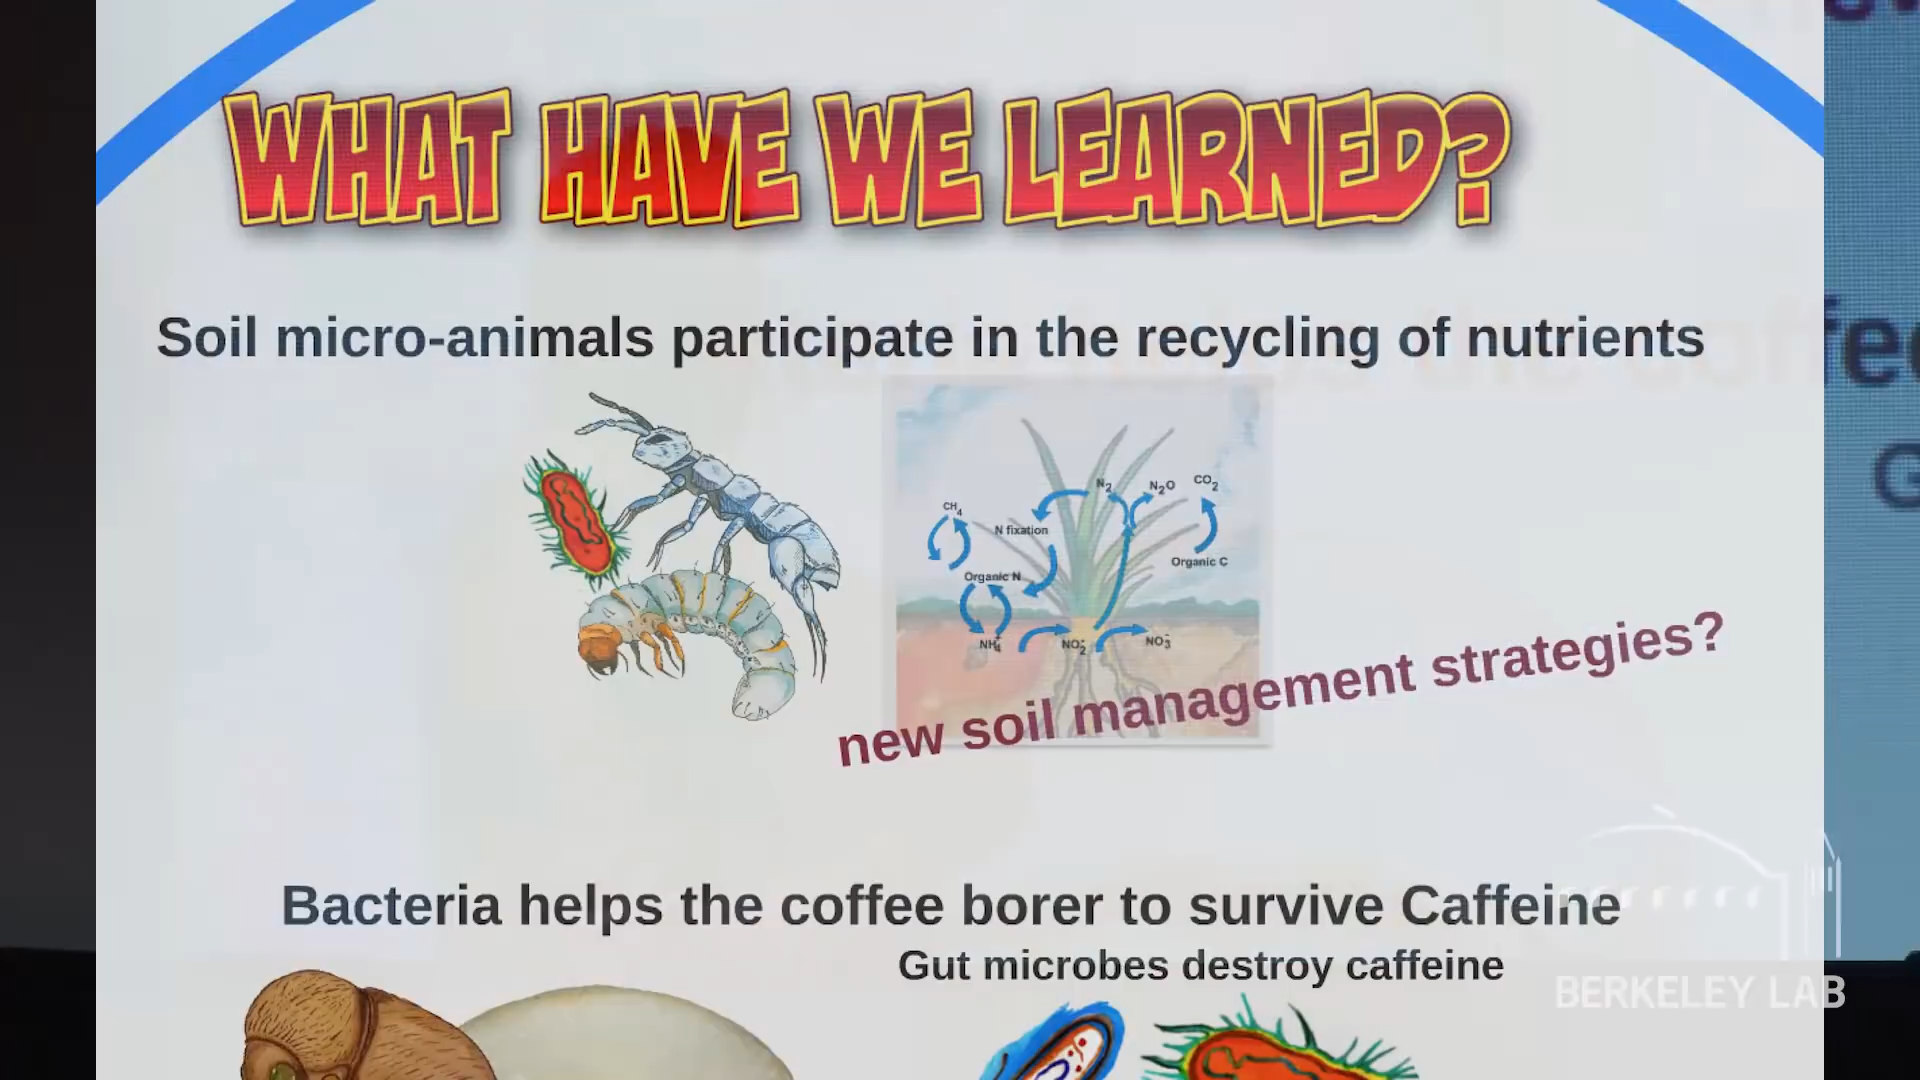 WHAT HAVE WE LEARNED?
Soil micro-animals participate in the recycling of nutrients
N2
N2O
CO2
CH4
N fixation
Organic C
Organic N
NH4+
NO2-
NO3-
new soil management strategies?
Bacteria helps the coffee borer to survive Caffeine
Gut microbes destroy caffeine
BERKELEY LAB